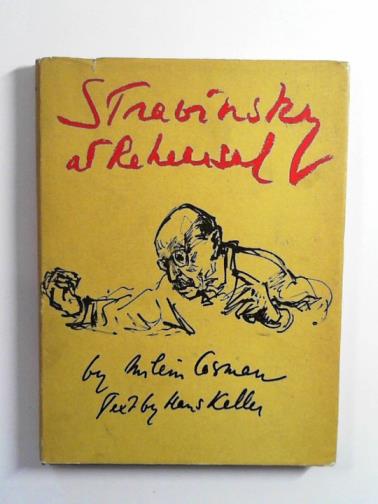 Stravinsky
at Rehearsal
by Milein Cosman
Text by Hans Keller